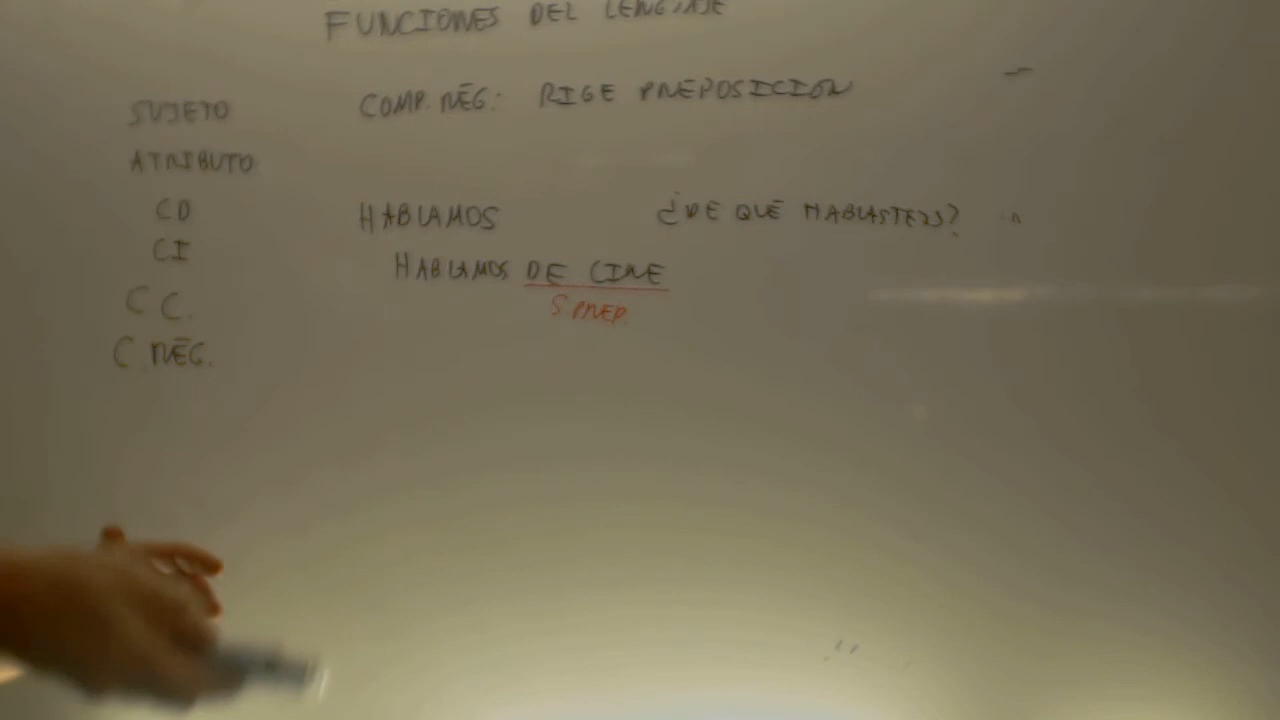 FUNCIONES DEL LENGUAJE
SUJETO
ATRIBUTO
CD
CI
C C.
C. RÉG.
COMP. RÉG: RIGE PREPOSICIÓN
HABLAMOS
¿DE QUÉ HABLASTEIS?
HABLAMOS DE CINE
S. PREP.